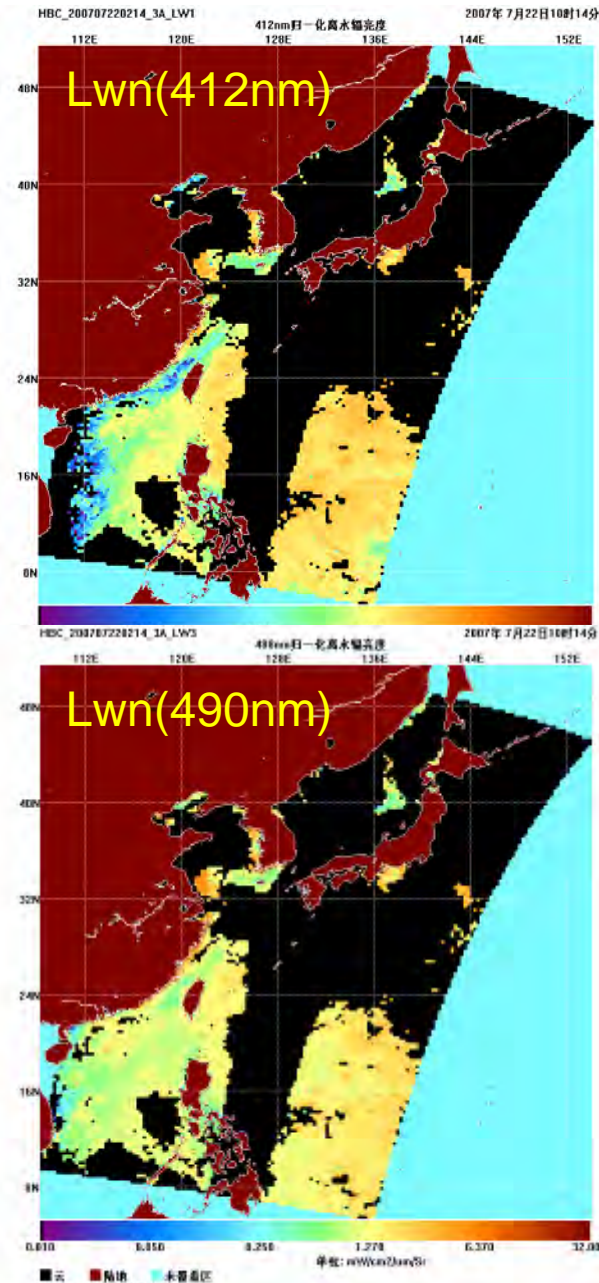 HBC_200707220214_3A_LW1
412nm归一化离水辐亮度
2007年 7月22日10时14分
112E 120E 128E 136E 144E 152E
Lwn(412nm)
48N
40N
32N
24N
16N
8N
HBC_200707220214_3A_LW3
490nm归一化离水辐亮度
2007年 7月22日10时14分
112E 120E 128E 136E 144E 152E
Lwn(490nm)
48N
40N
32N
24N
16N
8N
0.010 0.050 0.250 1.270 6.370 32.00
单位: mW/cm2/um/Sr
云 陆地 未覆盖区